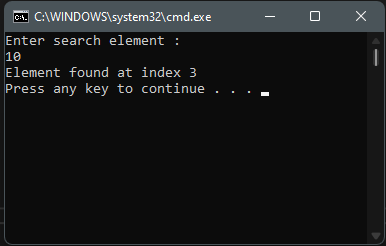 C:\WINDOWS\system32\cmd.exe
Enter search element :
10
Element found at index 3
Press any key to continue . . .